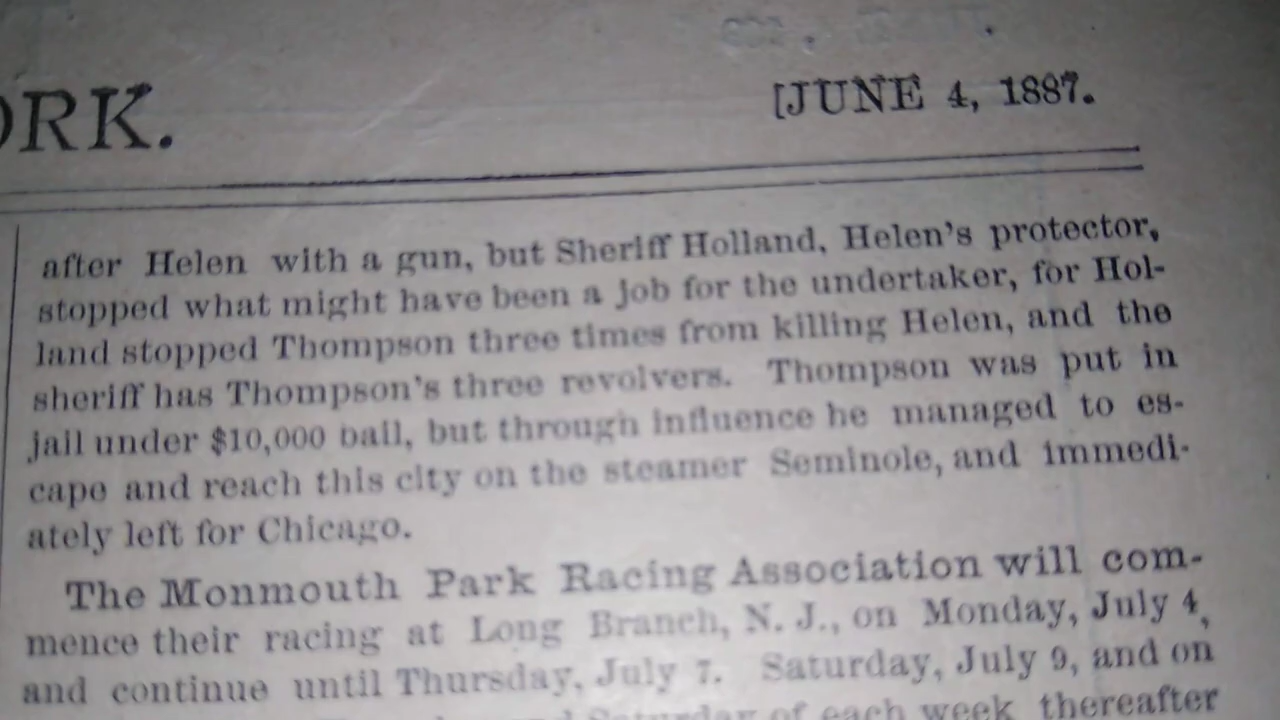 ORK. [JUNE 4, 1887.
after Helen with a gun, but Sheriff Holland, Helen's protector,
stopped what might have been a job for the undertaker, for Hol-
land stopped Thompson three times from killing Helen, and the
sheriff has Thompson's three revolvers. Thompson was put in
jail under $10,000 bail, but through influence he managed to es-
cape and reach this city on the steamer Seminole, and immedi-
ately left for Chicago.
The Monmouth Park Racing Association will com-
mence their racing at Long Branch, N. J., on Monday, July 4,
and continue until Thursday, July 7. Saturday, July 9, and on
Saturday of each week thereafter